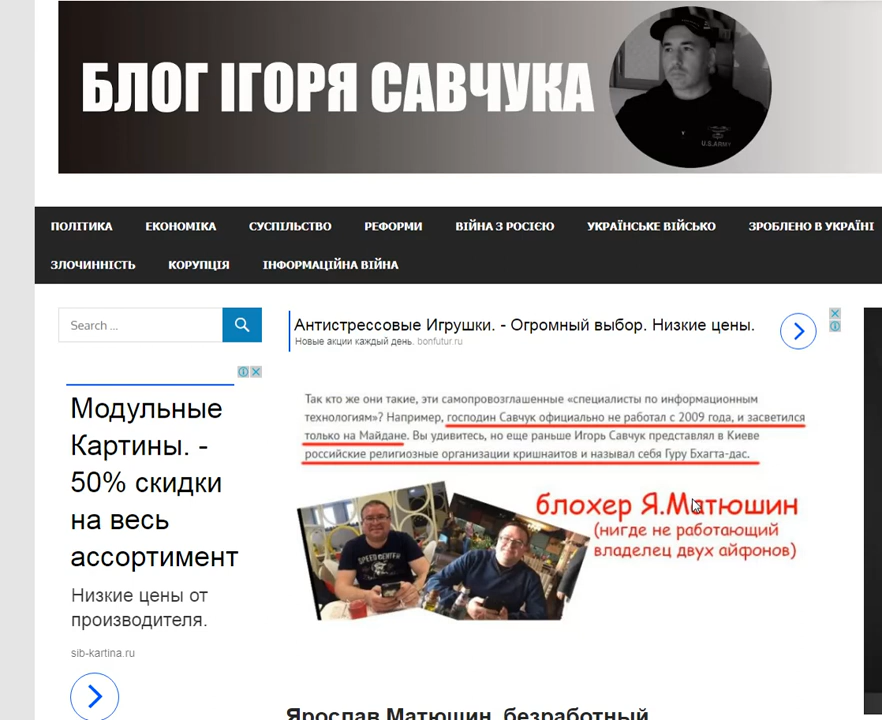 БЛОГ ІГОРЯ САВЧУКА
U.S. ARMY
ПОЛІТИКА ЕКОНОМІКА СУСПІЛЬСТВО РЕФОРМИ ВІЙНА З РОСІЄЮ УКРАЇНСЬКЕ ВІЙСЬКО ЗРОБЛЕНО В УКРАЇНІ
ЗЛОЧИННІСТЬ КОРУПЦІЯ ІНФОРМАЦІЙНА ВІЙНА
Search ...
Модульные
Картины. -
50% скидки
на весь
ассортимент
Низкие цены от
производителя.
sib-kartina.ru
Антистрессовые Игрушки. - Огромный выбор. Низкие цены.
Новые акции каждый день. bonfutur.ru
Так кто же они такие, эти самопровозглашенные «специалисты по информационным
технологиям»? Например, господин Савчук официально не работал с 2009 года, и засветился
только на Майдане. Вы удивитесь, но еще раньше Игорь Савчук представлял в Киеве
российские религиозные организации кришнаитов и называл себя Гуру Бхагта-дас.
SPEED CENTER
блохер Я.Матюшин
(нигде не работающий
владелец двух айфонов)
Ярослав Матюшин, безработный